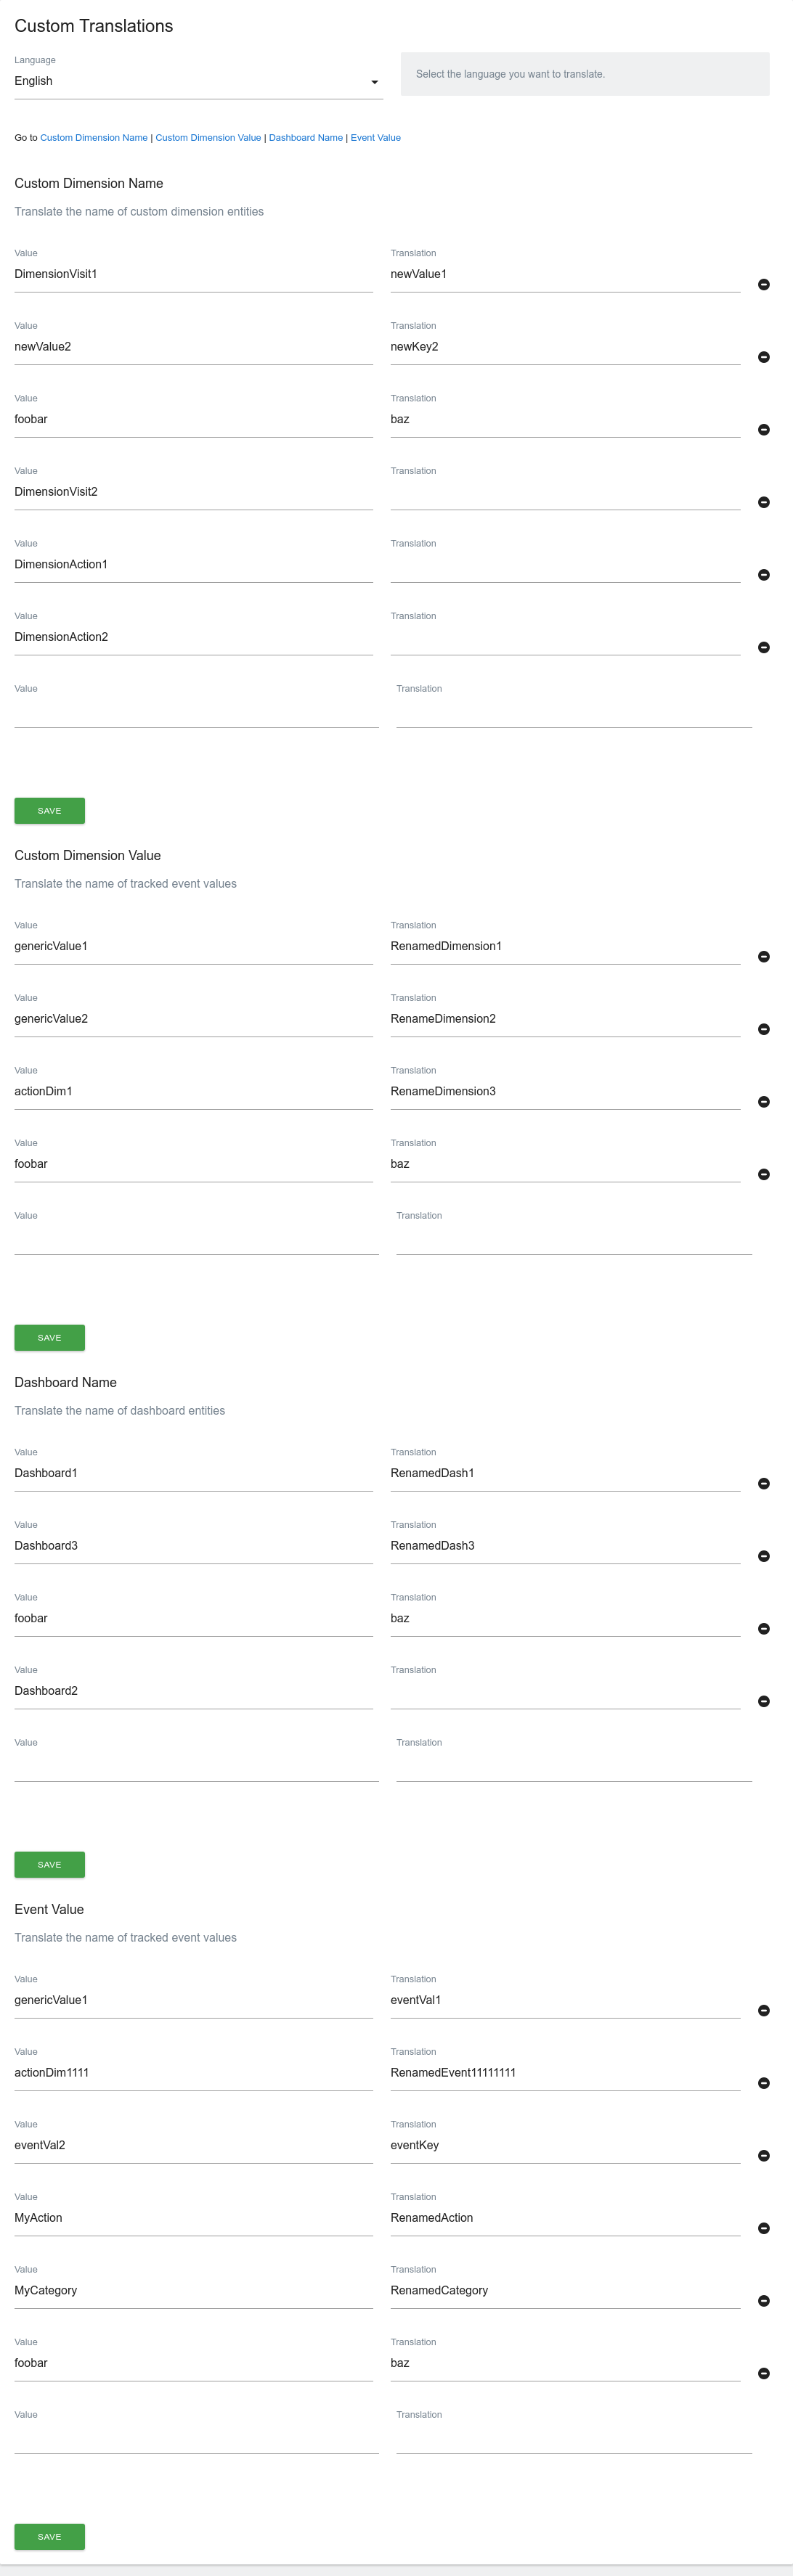 Custom Translations
Language
English
Select the language you want to translate.
Go to Custom Dimension Name | Custom Dimension Value | Dashboard Name | Event Value
Custom Dimension Name
Translate the name of custom dimension entities
Value Translation
DimensionVisit1 newValue1
Value Translation
newValue2 newKey2
Value Translation
foobar baz
Value Translation
DimensionVisit2
Value Translation
DimensionAction1
Value Translation
DimensionAction2
Value Translation
SAVE
Custom Dimension Value
Translate the name of tracked event values
Value Translation
genericValue1 RenamedDimension1
Value Translation
genericValue2 RenameDimension2
Value Translation
actionDim1 RenameDimension3
Value Translation
foobar baz
Value Translation
SAVE
Dashboard Name
Translate the name of dashboard entities
Value Translation
Dashboard1 RenamedDash1
Value Translation
Dashboard3 RenamedDash3
Value Translation
foobar baz
Value Translation
Dashboard2
Value Translation
SAVE
Event Value
Translate the name of tracked event values
Value Translation
genericValue1 eventVal1
Value Translation
actionDim1111 RenamedEvent11111111
Value Translation
eventVal2 eventKey
Value Translation
MyAction RenamedAction
Value Translation
MyCategory RenamedCategory
Value Translation
foobar baz
Value Translation
SAVE